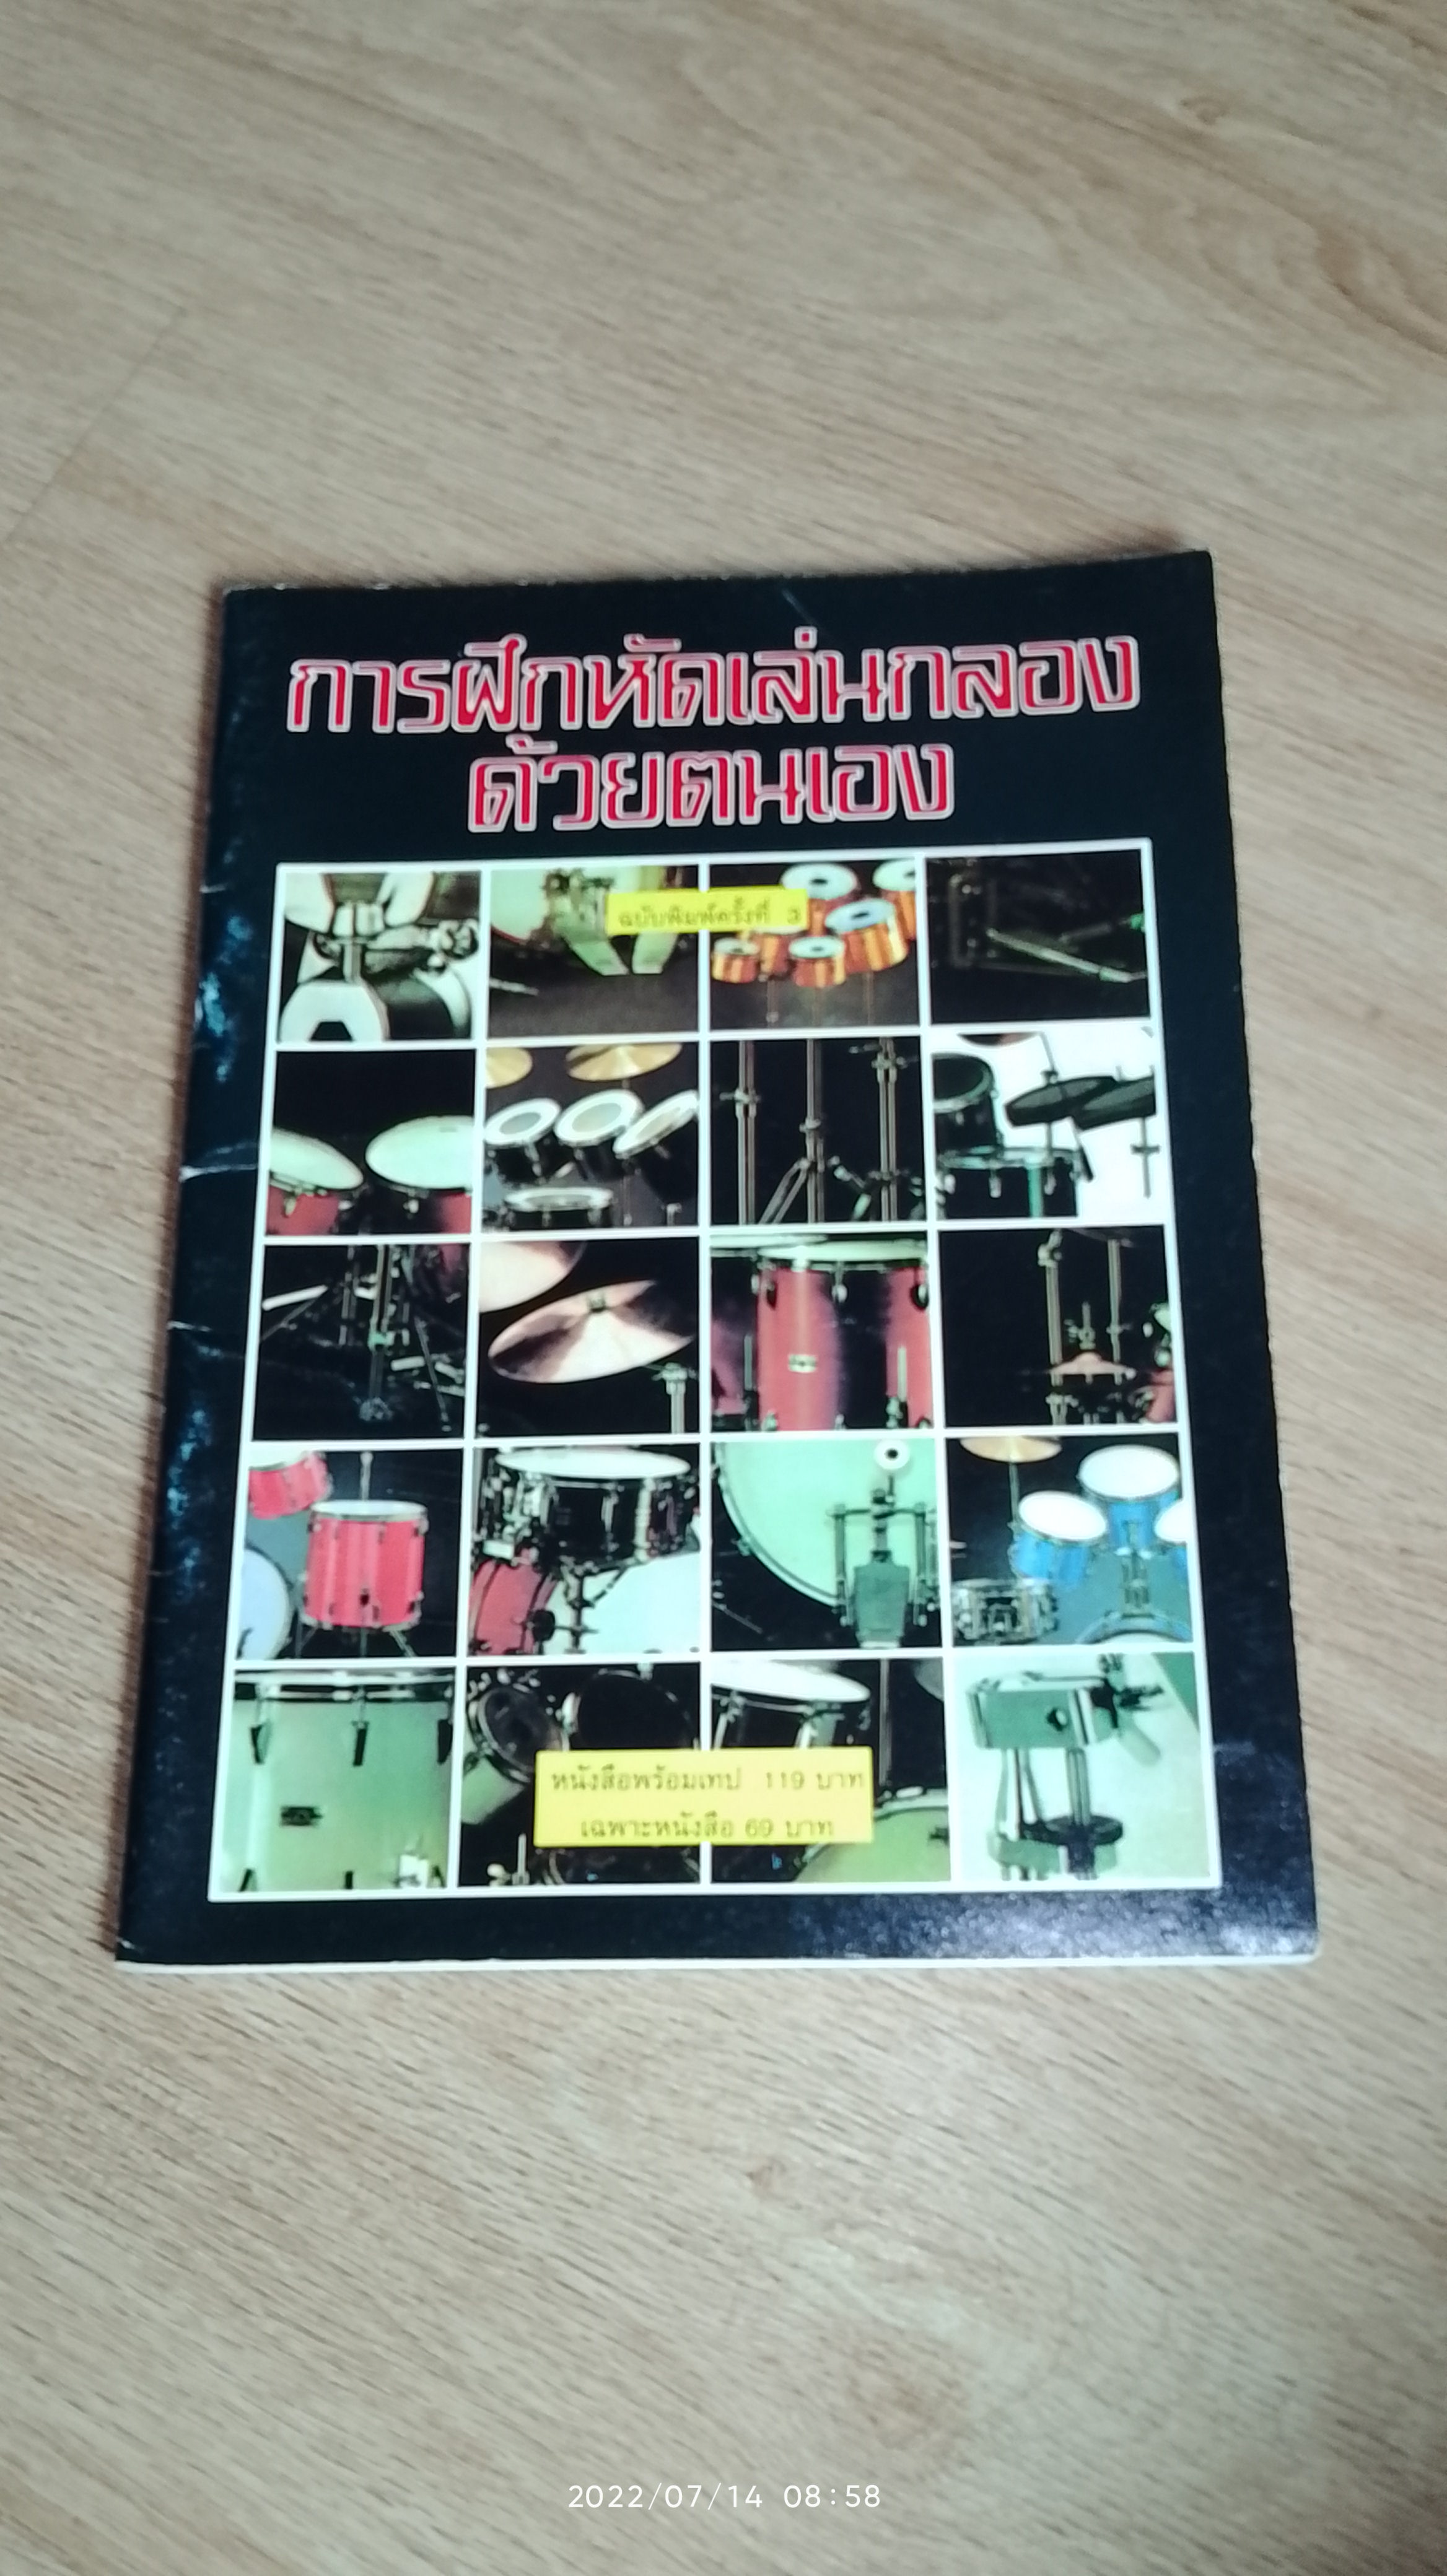 การฝึกหัดเล่นกลอง
ด้วยตนเอง
ฉบับพิมพ์ครั้งที่ 3
หนังสือพร้อมเทป 119 บาท
เฉพาะหนังสือ 69 บาท
2022/07/14 08:58